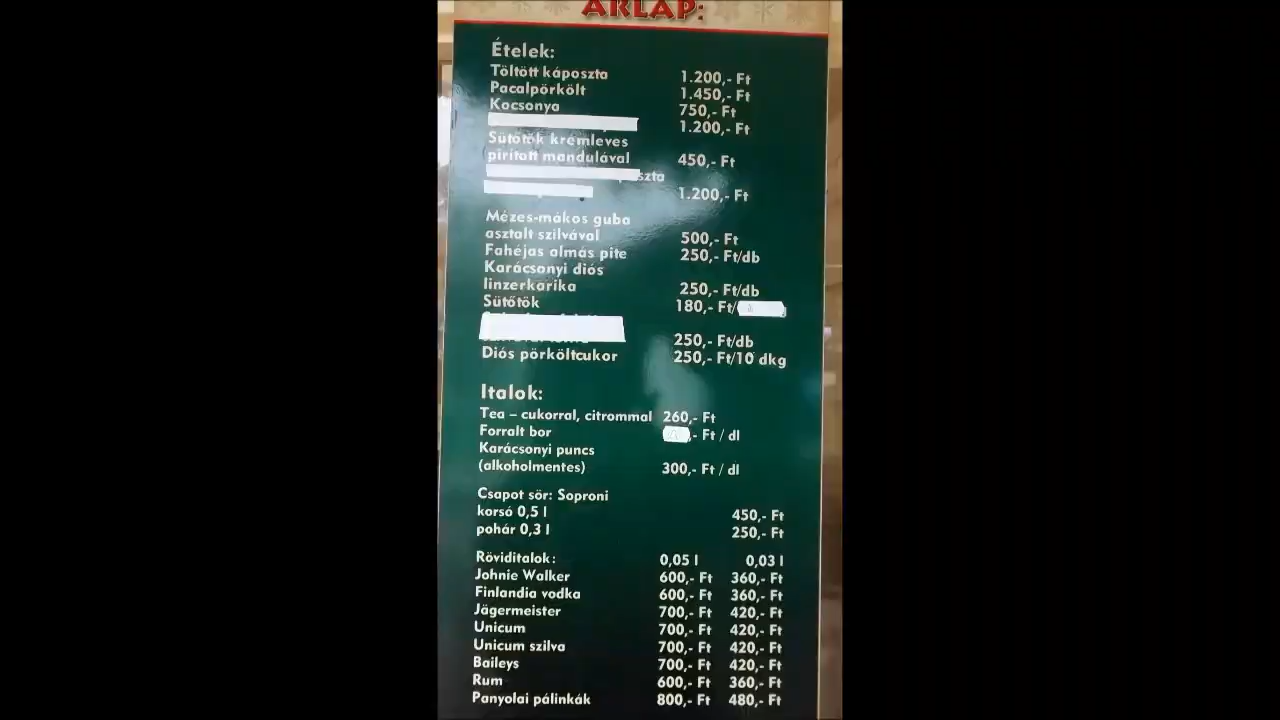 ÁRLAP:
Ételek:
Töltött káposzta 1.200,- Ft
Pacalpörkölt 1.450,- Ft
Kocsonya 750,- Ft
1.200,- Ft
Sütőtök krémleves
pirított mandulával 450,- Ft
1.200,- Ft
Mézes-mákos guba
asztalt szilvával 500,- Ft
Fahéjas almás pite 250,- Ft/db
Karácsonyi diós
linzerkarika 250,- Ft/db
Sütőtök 180,- Ft/
250,- Ft/db
Diós pörköltcukor 250,- Ft/10 dkg
Italok:
Tea – cukorral, citrommal 260,- Ft
Forralt bor ,- Ft / dl
Karácsonyi puncs
(alkoholmentes) 300,- Ft / dl
Csapot sör: Soproni
korsó 0,5 l 450,- Ft
pohár 0,3 l 250,- Ft
Röviditalok: 0,05 l 0,03 l
Johnie Walker 600,- Ft 360,- Ft
Finlandia vodka 600,- Ft 360,- Ft
Jägermeister 700,- Ft 420,- Ft
Unicum 700,- Ft 420,- Ft
Unicum szilva 700,- Ft 420,- Ft
Baileys 700,- Ft 420,- Ft
Rum 600,- Ft 360,- Ft
Panyolai pálinkák 800,- Ft 480,- Ft